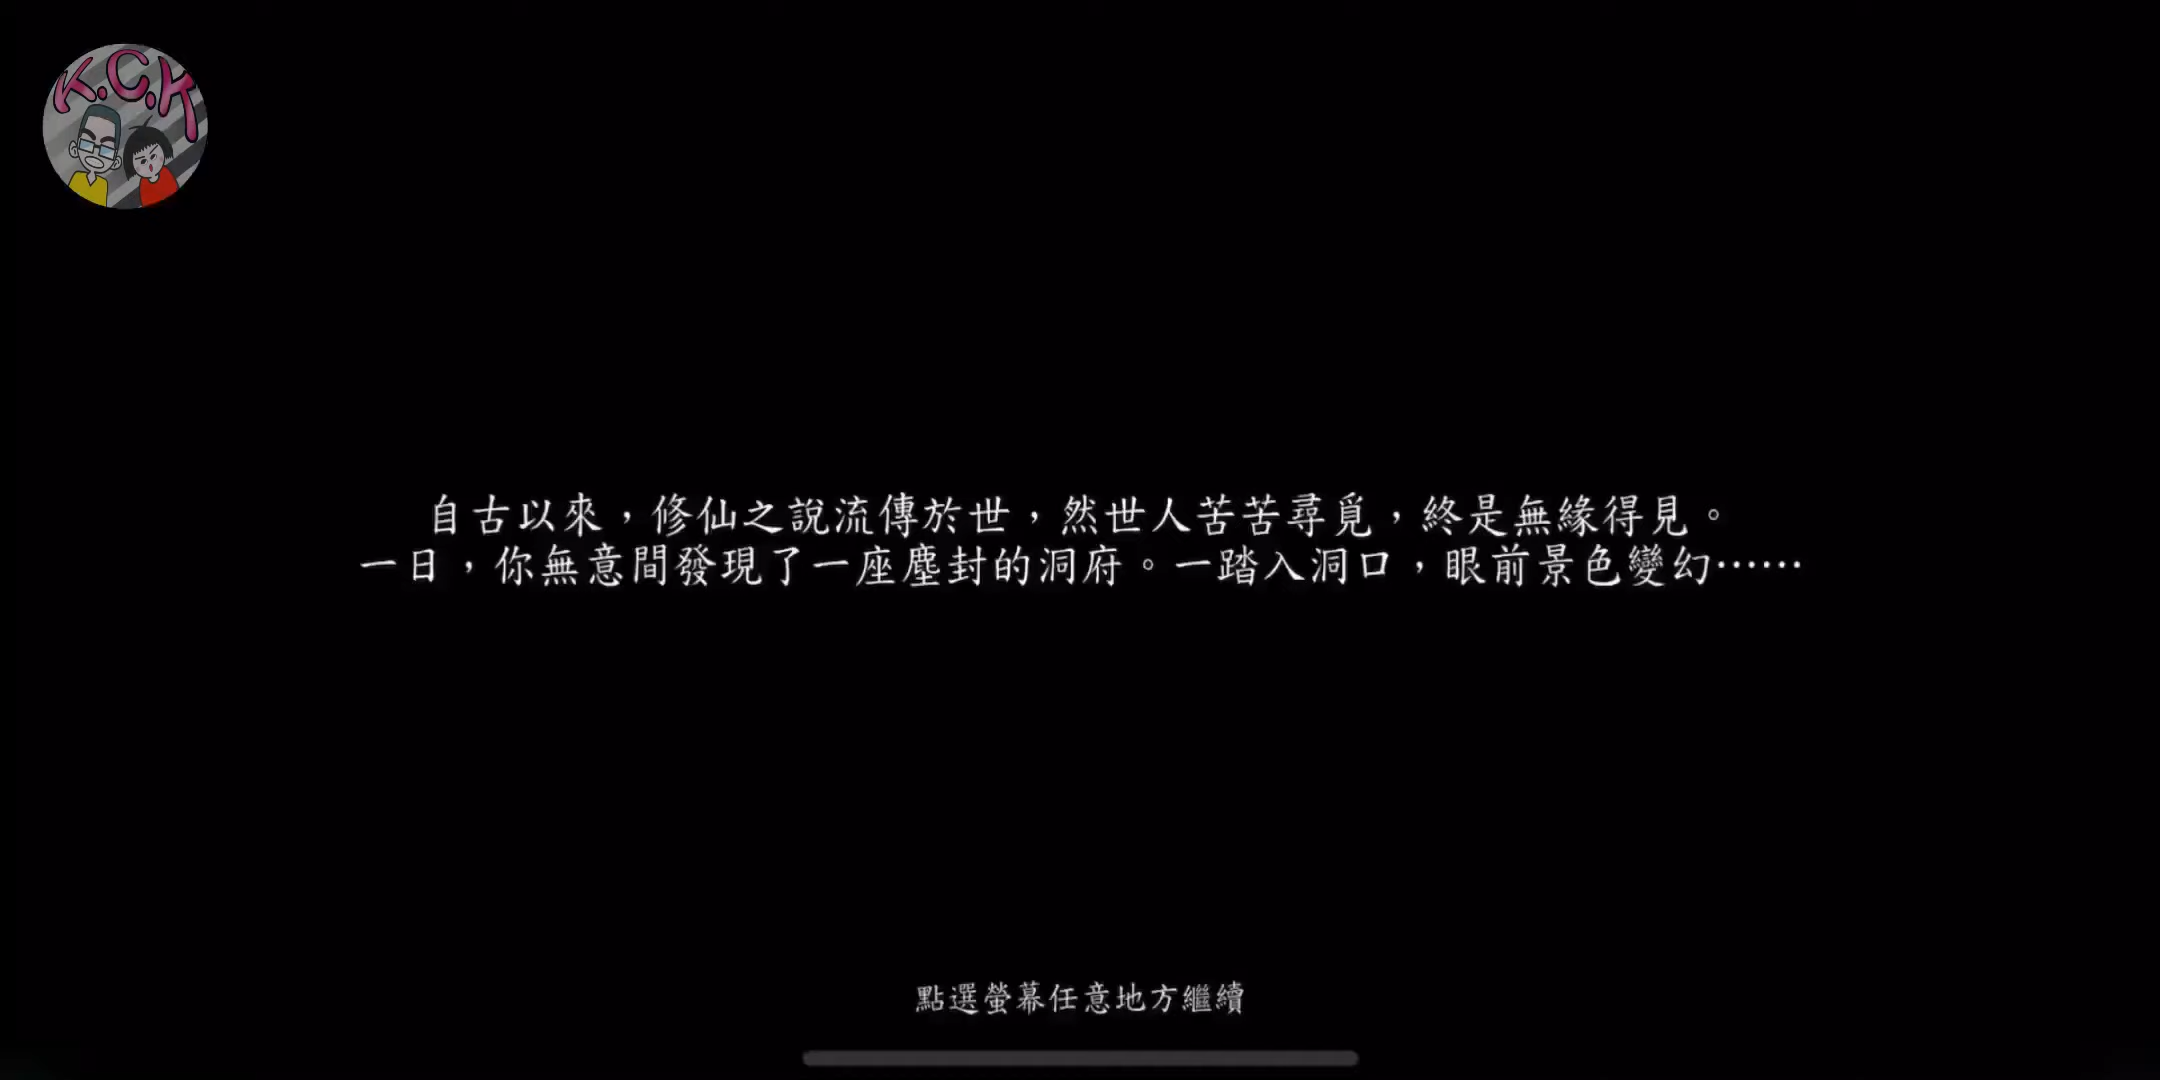 K.C.K
自古以來，修仙之說流傳於世，然世人苦苦尋覓，終是無緣得見。
一日，你無意間發現了一座塵封的洞府。一踏入洞口，眼前景色變幻……
點選螢幕任意地方繼續